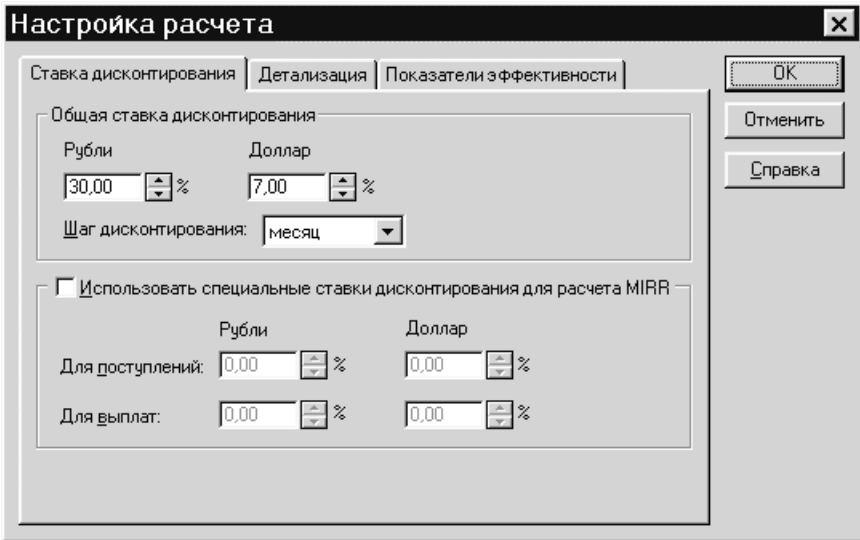 Настройка расчета
Ставка дисконтирования Детализация Показатели эффективности
OK
Отменить
Справка
Общая ставка дисконтирования
Рубли Доллар
30,00 % 7,00 %
Шаг дисконтирования: месяц
Использовать специальные ставки дисконтирования для расчета MIRR
Рубли Доллар
Для поступлений: 0,00 % 0,00 %
Для выплат: 0,00 % 0,00 %